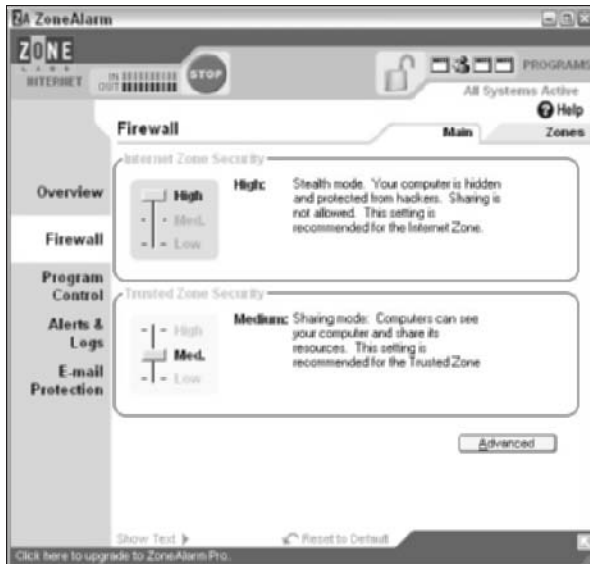 ZA ZoneAlarm
ZONE
LABS
INTERNET
IN
OUT
STOP
PROGRAMS
All Systems Active
? Help
Firewall
Main
Zones
Overview
Firewall
Program
Control
Alerts &
Logs
E-mail
Protection
Internet Zone Security
High
Med.
Low
High: Stealth mode. Your computer is hidden
and protected from hackers. Sharing is
not allowed. This setting is
recommended for the Internet Zone.
Trusted Zone Security
High
Med.
Low
Medium: Sharing mode: Computers can see
your computer and share its
resources. This setting is
recommended for the Trusted Zone
Advanced
Show Text
Reset to Default
Click here to upgrade to ZoneAlarm Pro.